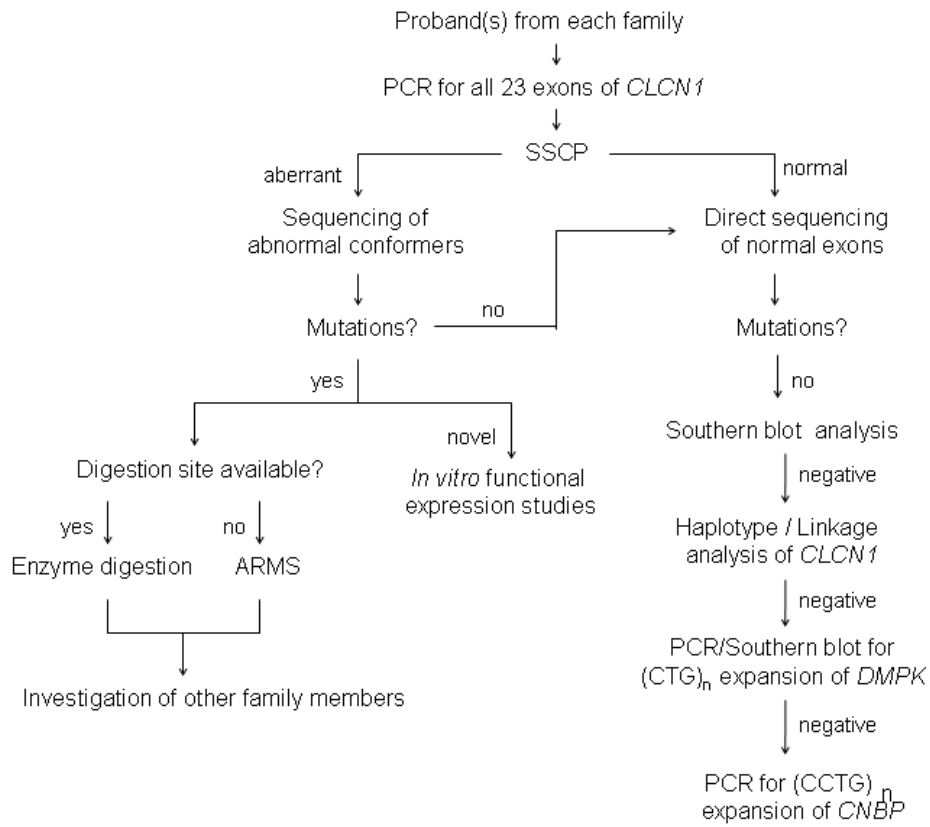 Proband(s) from each family
PCR for all 23 exons of CLCN1
SSCP
aberrant
normal
Sequencing of
abnormal conformers
Direct sequencing
of normal exons
no
Mutations?
Mutations?
yes
no
novel
Southern blot analysis
Digestion site available?
In vitro functional
expression studies
negative
yes
no
Haplotype / Linkage
analysis of CLCN1
Enzyme digestion
ARMS
negative
PCR/Southern blot for
(CTG)n expansion of DMPK
Investigation of other family members
negative
PCR for (CCTG)n
expansion of CNBP